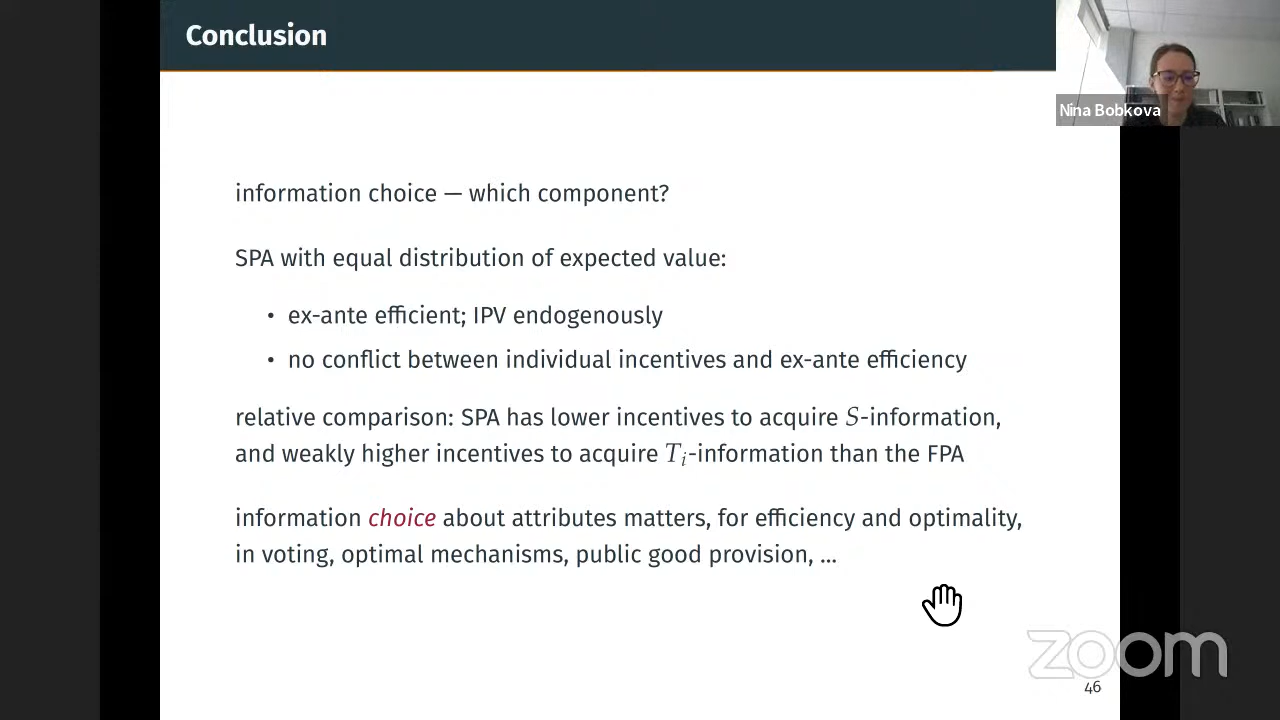 Conclusion
Nina Bobkova
information choice — which component?
SPA with equal distribution of expected value:
• ex-ante efficient; IPV endogenously
• no conflict between individual incentives and ex-ante efficiency
relative comparison: SPA has lower incentives to acquire S-information,
and weakly higher incentives to acquire Tᵢ-information than the FPA
information choice about attributes matters, for efficiency and optimality,
in voting, optimal mechanisms, public good provision, ...
zoom
46